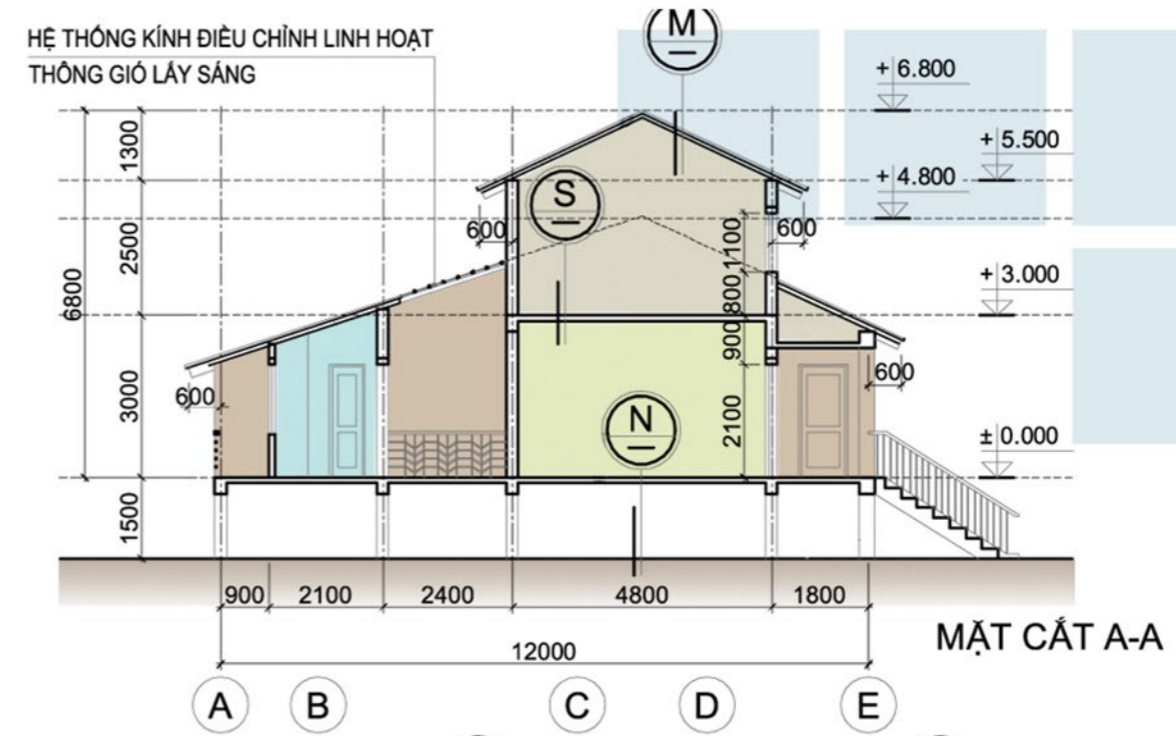 HỆ THỐNG KÍNH ĐIỀU CHỈNH LINH HOẠT
THÔNG GIÓ LẤY SÁNG
M
+ 6.800
+ 5.500
+ 4.800
+ 3.000
± 0.000
1300
2500
6800
3000
1500
S
600
600
1100
800
900
2100
600
600
N
900 2100 2400 4800 1800
12000
MẶT CẮT A-A
A B C D E